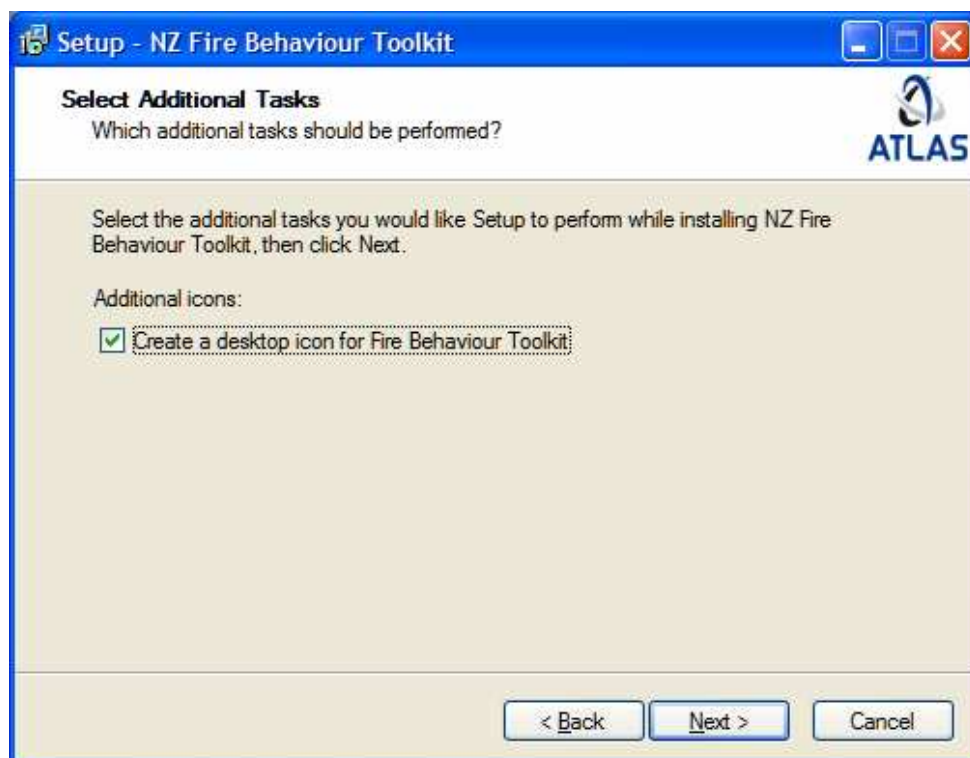 Setup - NZ Fire Behaviour Toolkit
Select Additional Tasks
Which additional tasks should be performed?
ATLAS
Select the additional tasks you would like Setup to perform while installing NZ Fire
Behaviour Toolkit, then click Next.
Additional icons:
Create a desktop icon for Fire Behaviour Toolkit
< Back
Next >
Cancel